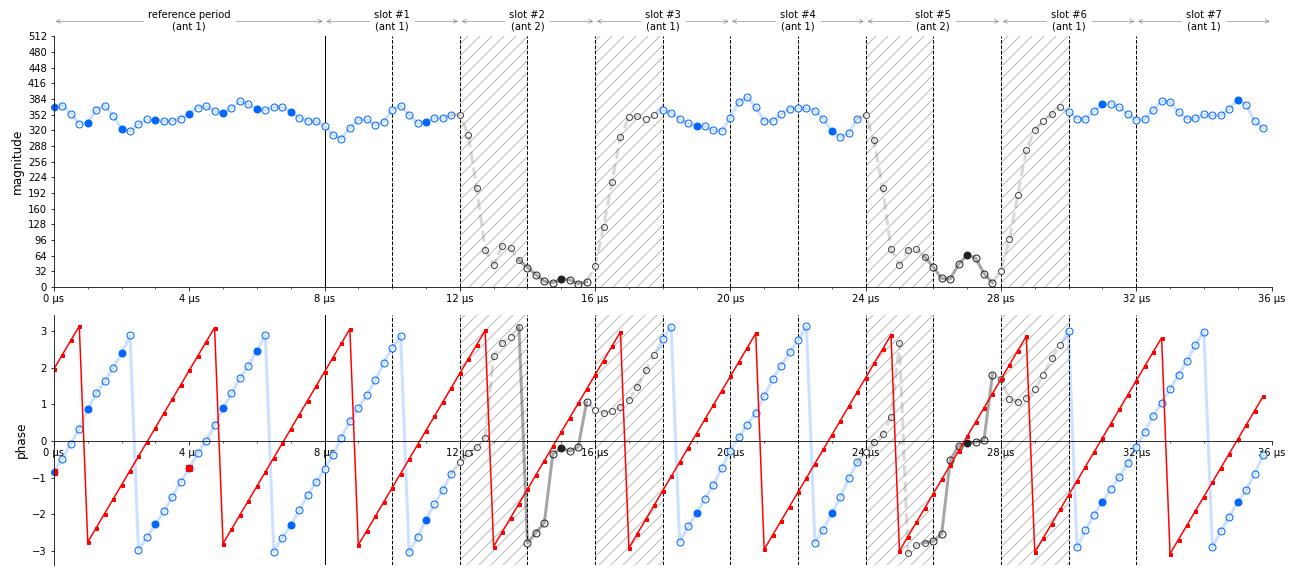 reference period
(ant 1)
slot #1
(ant 1)
slot #2
(ant 2)
slot #3
(ant 1)
slot #4
(ant 1)
slot #5
(ant 2)
slot #6
(ant 1)
slot #7
(ant 1)
magnitude
512
480
448
416
384
352
320
288
256
224
192
160
128
96
64
32
0
0 µs 4 µs 8 µs 12 µs 16 µs 20 µs 24 µs 28 µs 32 µs 36 µs
phase
3
2
1
0
−1
−2
−3
0 µs 4 µs 8 µs 12 µs 16 µs 20 µs 24 µs 28 µs 32 µs 36 µs